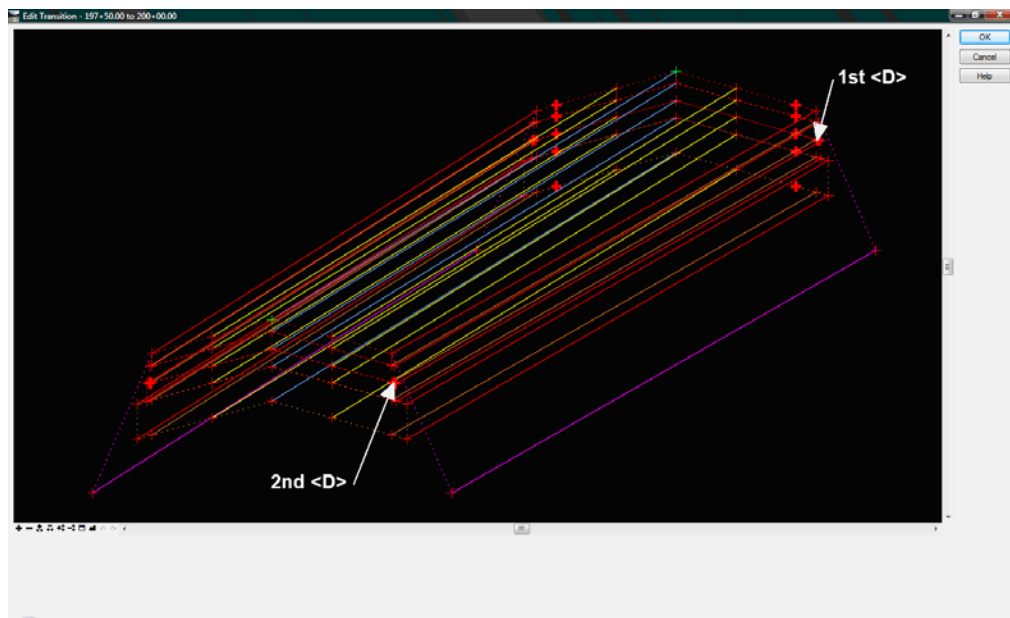 Edit Transition - 197+50.00 to 200+00.00
OK
Cancel
Help
1st <D>
2nd <D>